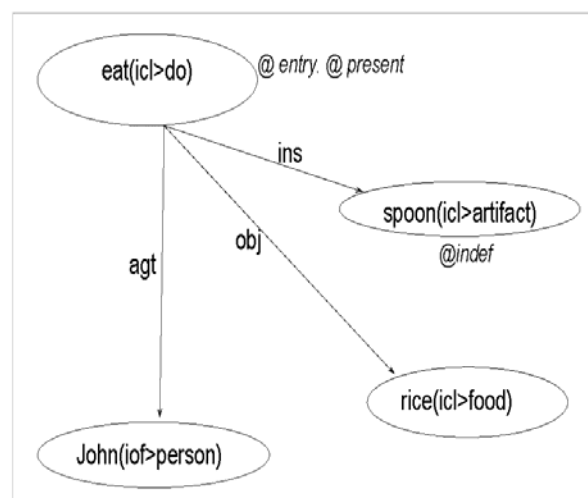 eat(icl>do)
@ entry. @ present
ins
spoon(icl>artifact)
@indef
obj
agt
rice(icl>food)
John(iof>person)